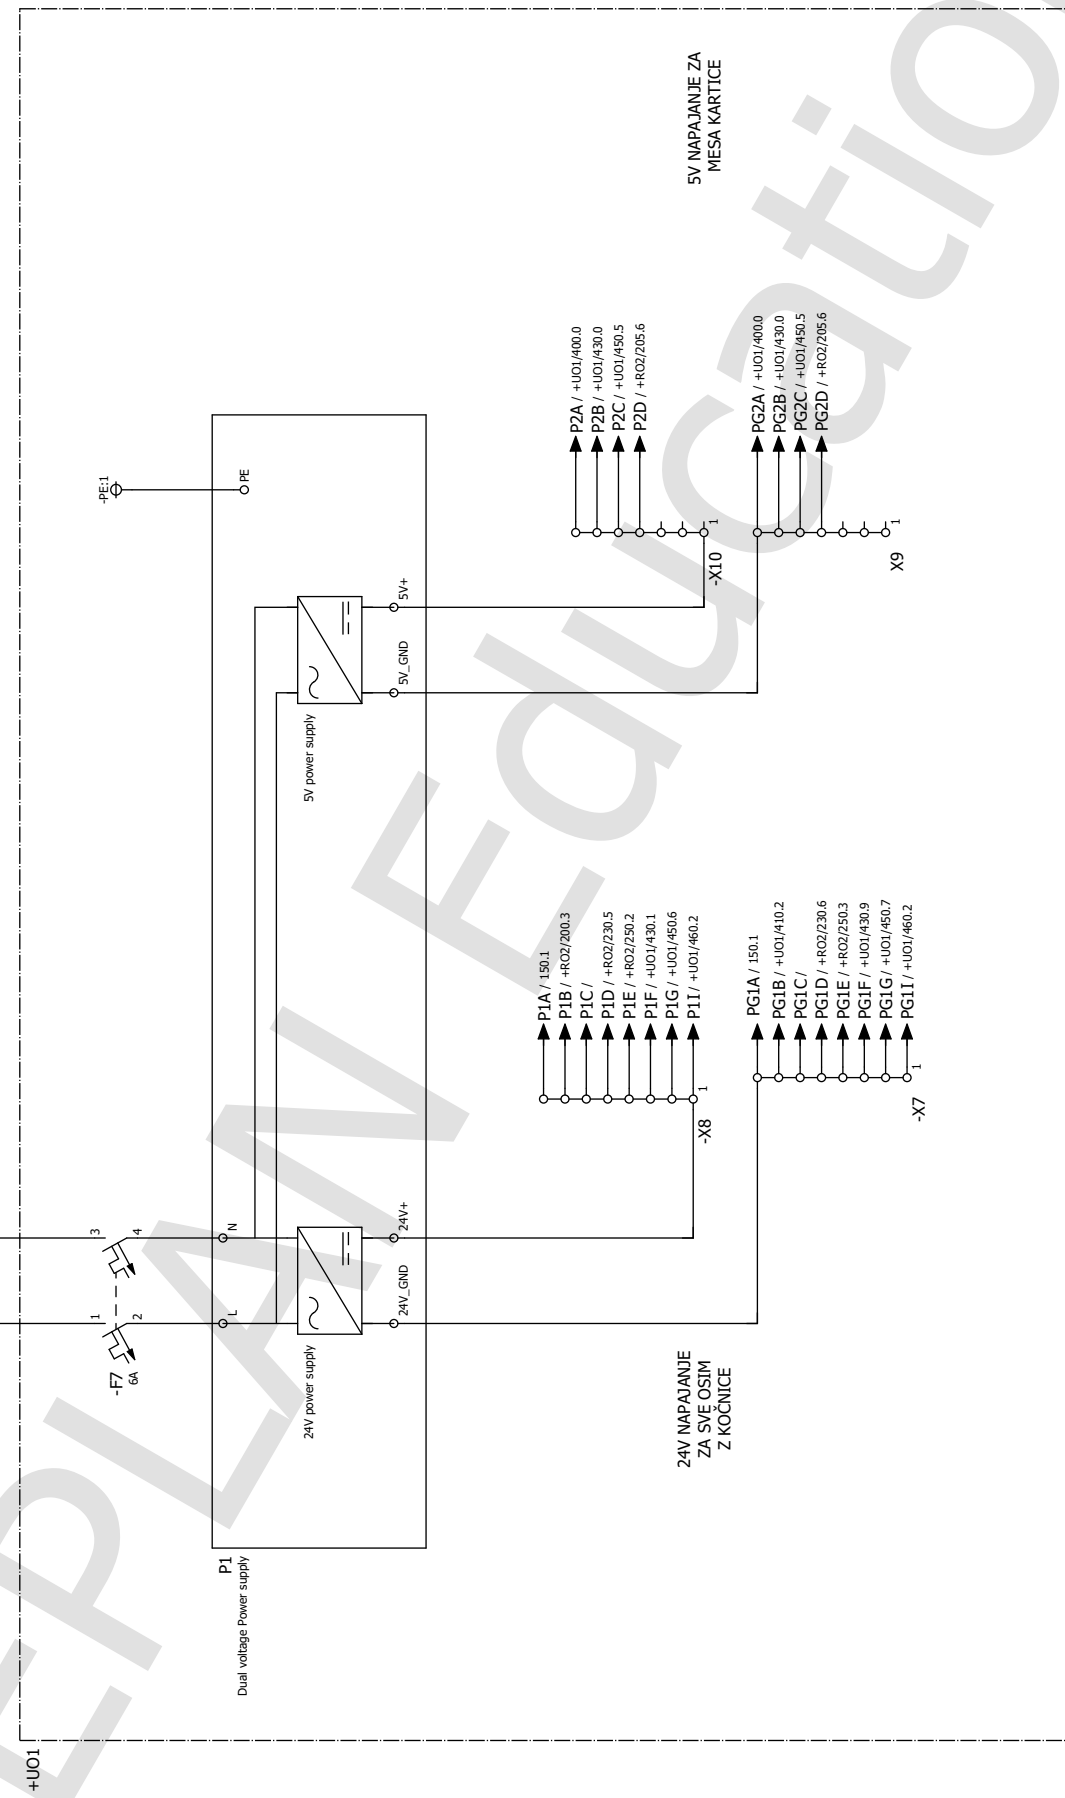 +UO1
-F7
6A
1
2
3
4
-PE:1
P1
Dual voltage Power supply
L
N
PE
24V power supply
5V power supply
24V_GND
24V+
5V_GND
5V+
24V NAPAJANJE
ZA SVE OSIM
Z KOČNICE
-X8
1
P1A / 150.1
P1B / +RO2/200.3
P1C /
P1D / +RO2/230.5
P1E / +RO2/250.2
P1F / +UO1/430.1
P1G / +UO1/450.6
P1I / +UO1/460.2
-X7
1
PG1A / 150.1
PG1B / +UO1/410.2
PG1C /
PG1D / +RO2/230.6
PG1E / +RO2/250.3
PG1F / +UO1/430.9
PG1G / +UO1/450.7
PG1I / +UO1/460.2
-X10
1
P2A / +UO1/400.0
P2B / +UO1/430.0
P2C / +UO1/450.5
P2D / +RO2/205.6
X9
1
PG2A / +UO1/400.0
PG2B / +UO1/430.0
PG2C / +UO1/450.5
PG2D / +RO2/205.6
5V NAPAJANJE ZA
MESA KARTICE
EPLAN Education